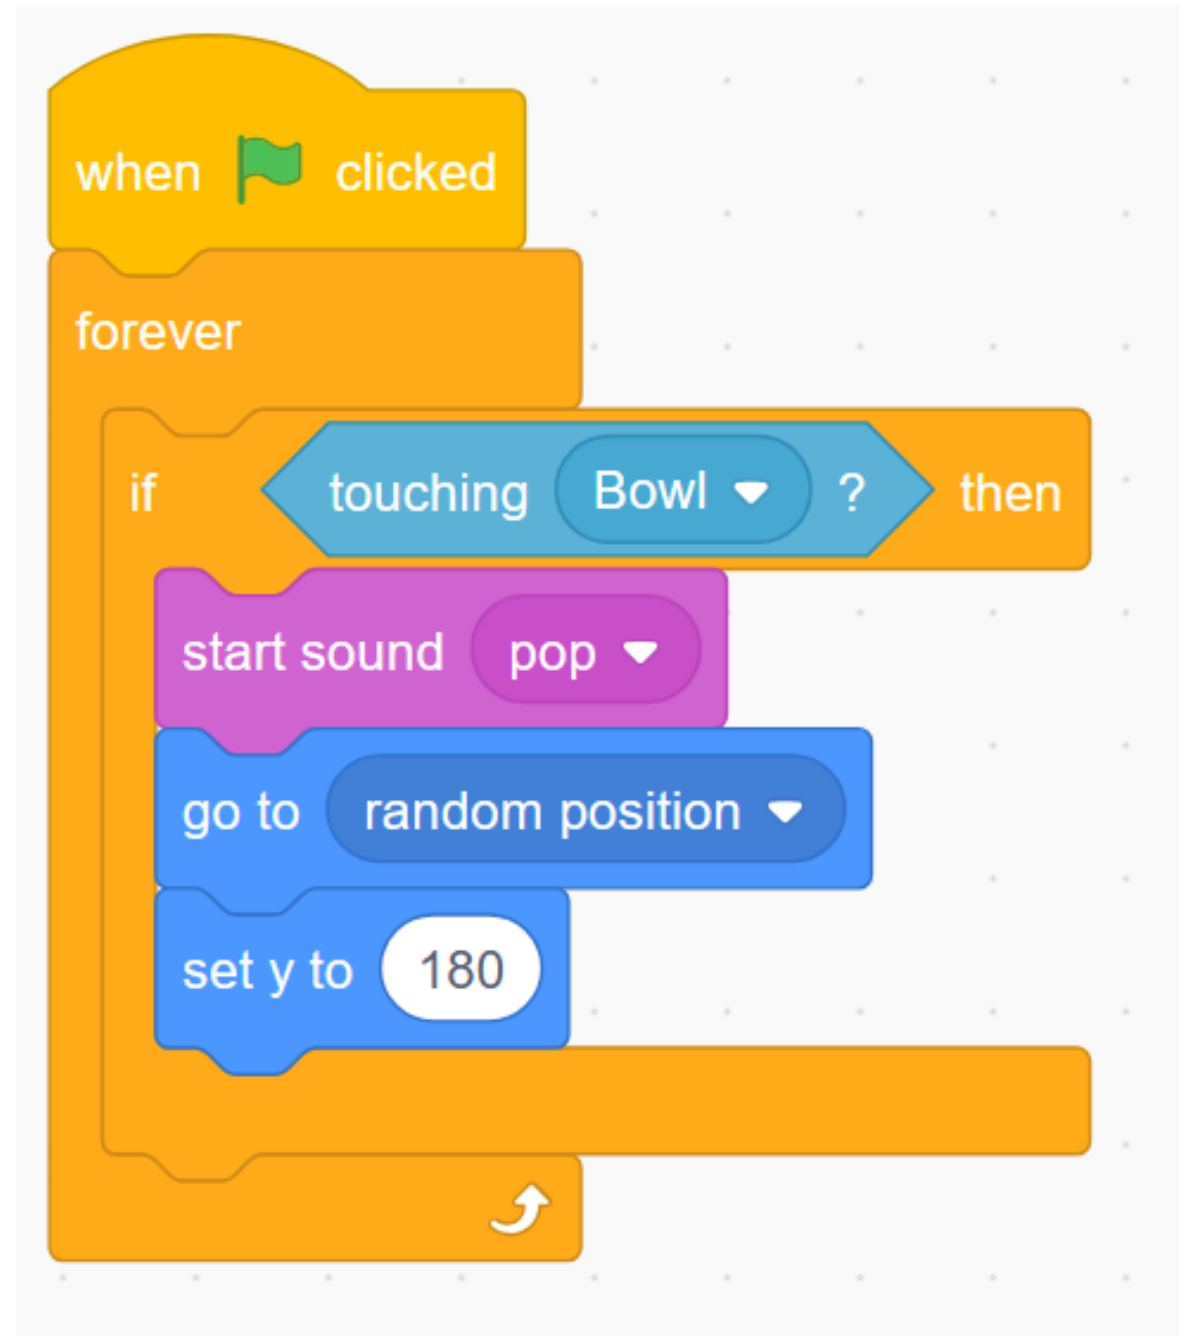 when clicked
forever
if touching Bowl ? then
start sound pop
go to random position
set y to 180